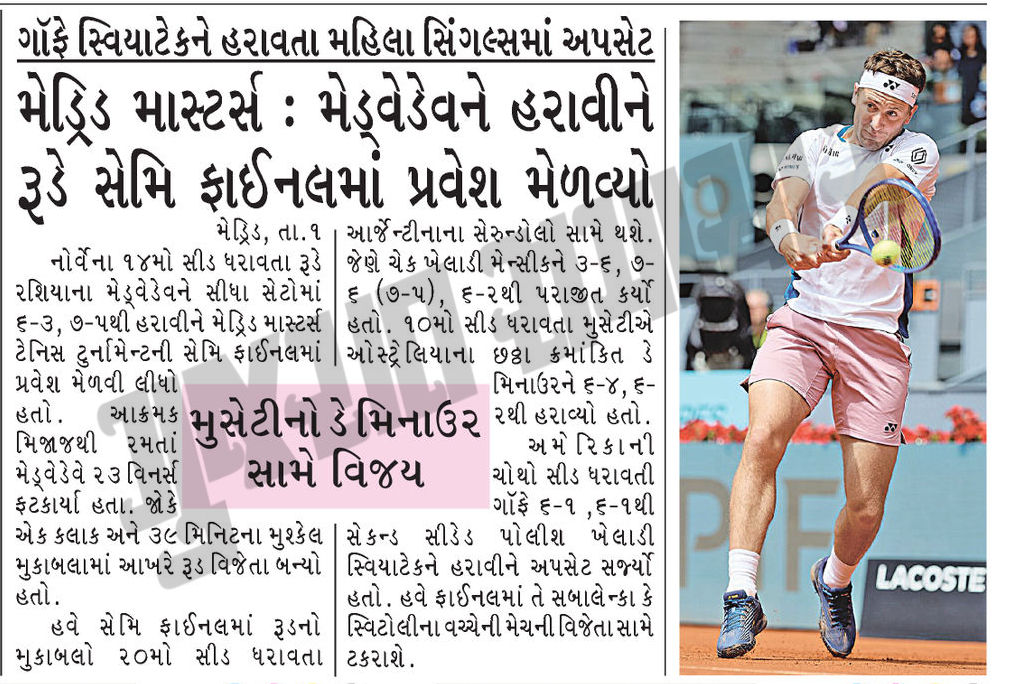 ગૉફે સ્વિયાટેકને હરાવતા મહિલા સિંગલ્સમાં અપસેટ
મેડ્રિડ માસ્ટર્સ : મેડ્વેડેવને હરાવીને
રૂડે સેમિ ફાઈનલમાં પ્રવેશ મેળવ્યો
મેડ્રિડ, તા.૧
નોર્વેના ૧૪મો સીડ ધરાવતા રૂડે
રશિયાના મેડ્વેડેવને સીધા સેટોમાં
૬-૩, ૭-૫થી હરાવીને મેડ્રિડ માસ્ટર્સ
ટેનિસ ટુર્નામેન્ટની સેમિ ફાઈનલમાં
પ્રવેશ મેળવી લીધો
હતો. આક્રમક
મિજાજથી રમતાં
મેડ્વેડેવે ૨૩ વિનર્સ
ફટકાર્યા હતા. જોકે
એક કલાક અને ૩૯ મિનિટના મુશ્કેલ
મુકાબલામાં આખરે રૂડ વિજેતા બન્યો
હતો.
હવે સેમિ ફાઈનલમાં રૂડનો
મુકાબલો ૨૦મો સીડ ધરાવતા
મુસેટીનો ડે મિનાઉર
સામે વિજય
આર્જેન્ટીનાના સેરુન્ડોલો સામે થશે.
જેણે ચેક ખેલાડી મેન્સીકને ૩-૬, ૭-
૬ (૭-૫), ૬-૨થી પરાજીત કર્યો
હતો. ૧૦મો સીડ ધરાવતા મુસેટીએ
ઓસ્ટ્રેલિયાના છઠ્ઠા ક્રમાંકિત ડે
મિનાઉરને ૬-૪, ૬-
૨થી હરાવ્યો હતો.
અમેરિકાની
ચોથો સીડ ધરાવતી
ગૉફે ૬-૧ ,૬-૧થી
સેકન્ડ સીડેડ પોલીશ ખેલાડી
સ્વિયાટેકને હરાવીને અપસેટ સર્જ્યો
હતો. હવે ફાઈનલમાં તે સબાલેન્કા કે
સ્વિટોલીના વચ્ચેની મેચની વિજેતા સામે
ટકરાશે.
LACOSTE